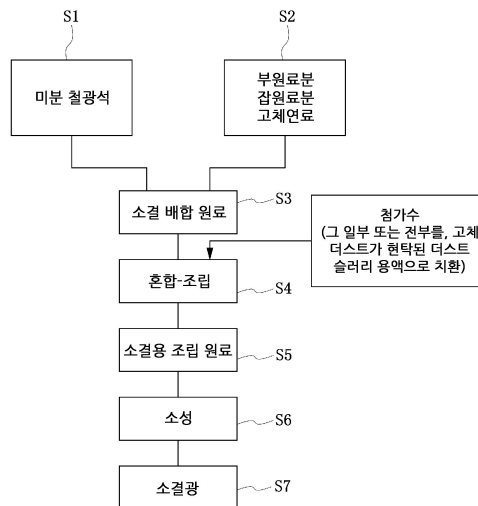 S1
S2
미분 철광석
부원료분
잡원료분
고체연료
소결 배합 원료
S3
첨가수
(그 일부 또는 전부를, 고체
더스트가 현탁된 더스트
슬러리 용액으로 치환)
혼합-조립
S4
소결용 조립 원료
S5
소성
S6
소결광
S7